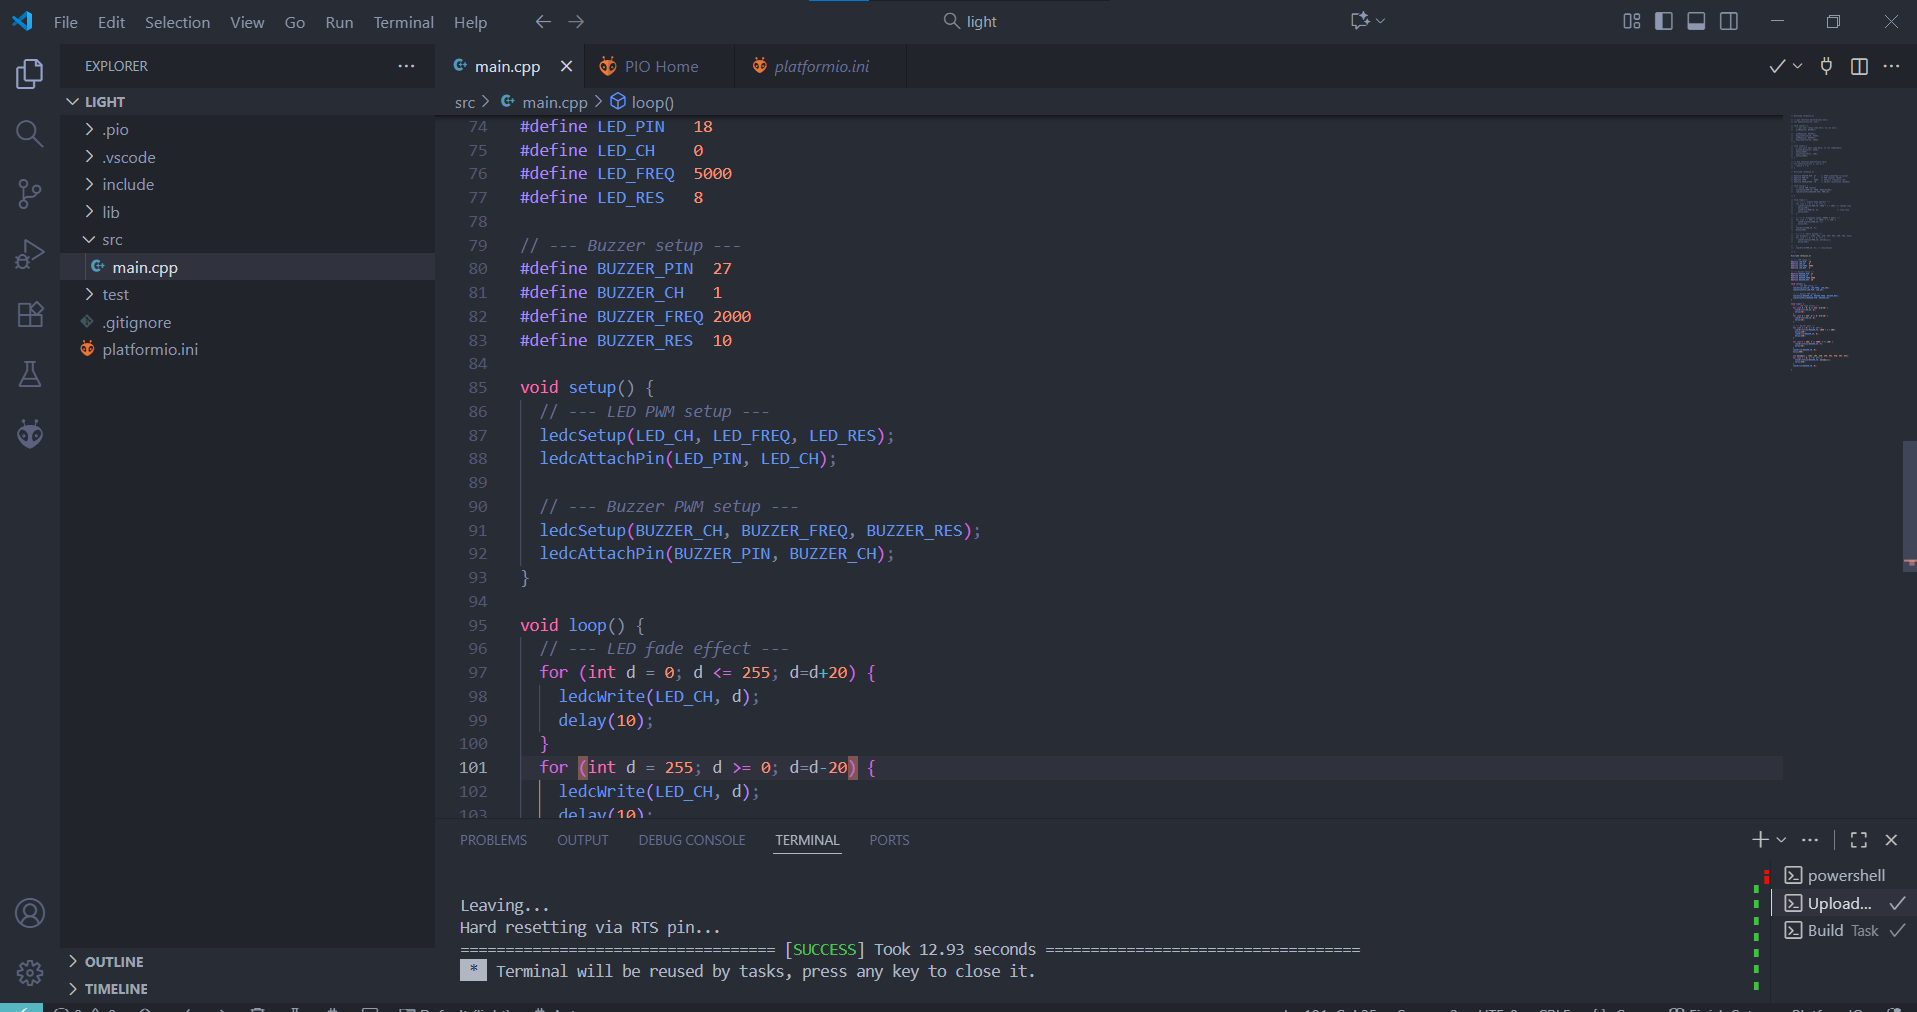 File Edit Selection View Go Run Terminal Help
light
EXPLORER
LIGHT
.pio
.vscode
include
lib
src
main.cpp
test
.gitignore
platformio.ini
OUTLINE
TIMELINE
main.cpp PIO Home platformio.ini
src > main.cpp > loop()
74 #define LED_PIN   18
75 #define LED_CH    0
76 #define LED_FREQ  5000
77 #define LED_RES   8
78
79 // --- Buzzer setup ---
80 #define BUZZER_PIN  27
81 #define BUZZER_CH   1
82 #define BUZZER_FREQ 2000
83 #define BUZZER_RES  10
84
85 void setup() {
86   // --- LED PWM setup ---
87   ledcSetup(LED_CH, LED_FREQ, LED_RES);
88   ledcAttachPin(LED_PIN, LED_CH);
89
90   // --- Buzzer PWM setup ---
91   ledcSetup(BUZZER_CH, BUZZER_FREQ, BUZZER_RES);
92   ledcAttachPin(BUZZER_PIN, BUZZER_CH);
93 }
94
95 void loop() {
96   // --- LED fade effect ---
97   for (int d = 0; d <= 255; d=d+20) {
98     ledcWrite(LED_CH, d);
99     delay(10);
100   }
101   for (int d = 255; d >= 0; d=d-20) {
102     ledcWrite(LED_CH, d);
103     delay(10);
PROBLEMS OUTPUT DEBUG CONSOLE TERMINAL PORTS
Leaving...
Hard resetting via RTS pin...
=================================== [SUCCESS] Took 12.93 seconds ===================================
* Terminal will be reused by tasks, press any key to close it.
powershell
Upload...
Build Task